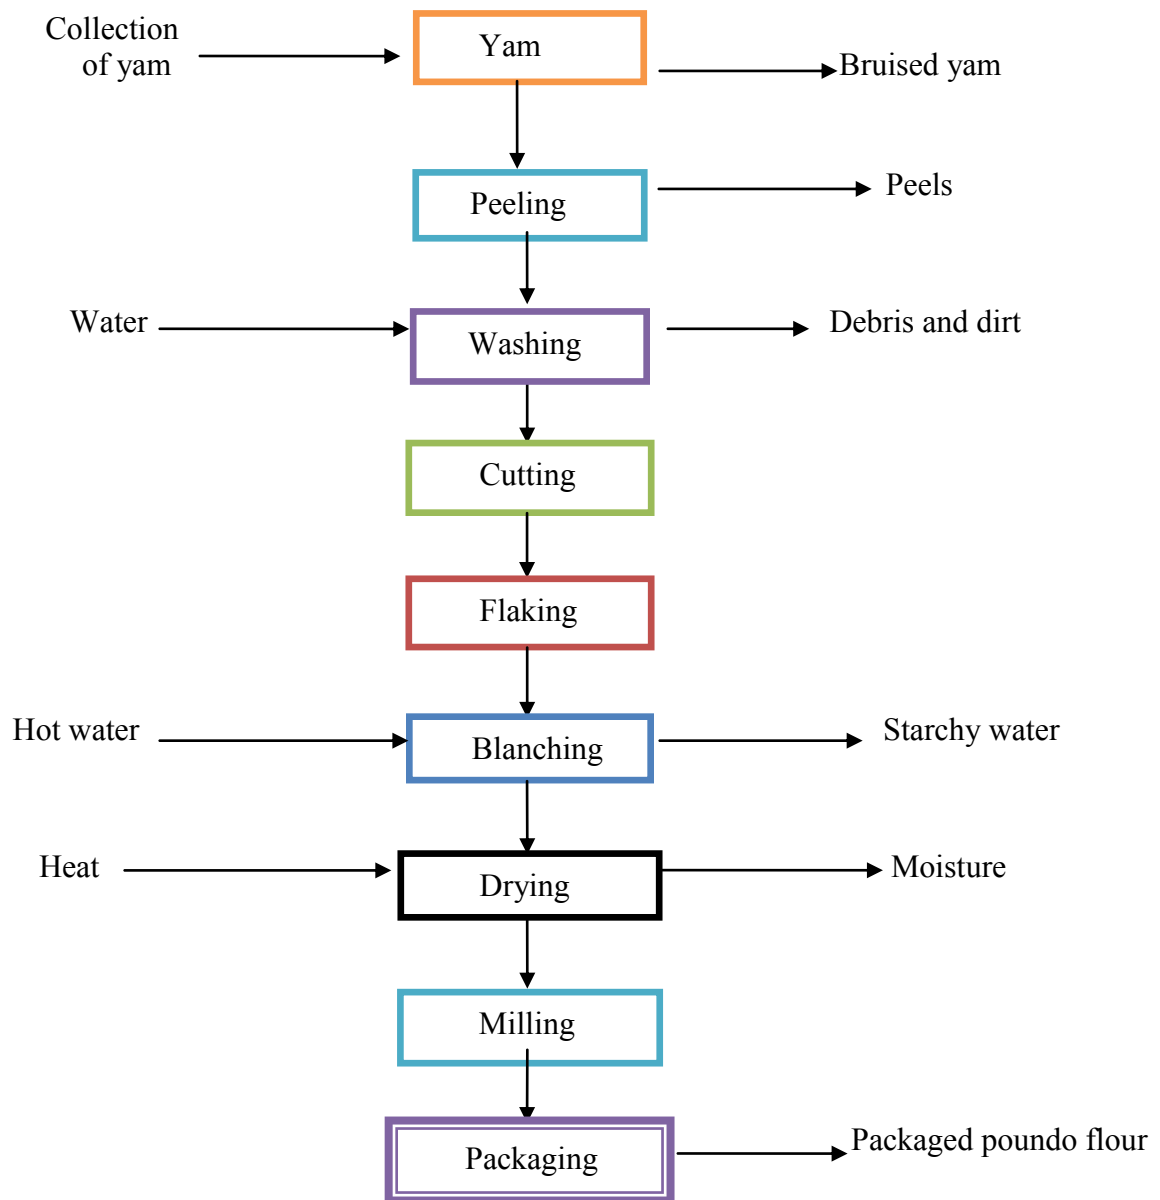 Collection
of yam
Yam
Bruised yam
Peeling
Peels
Water
Washing
Debris and dirt
Cutting
Flaking
Hot water
Blanching
Starchy water
Heat
Drying
Moisture
Milling
Packaging
Packaged poundo flour